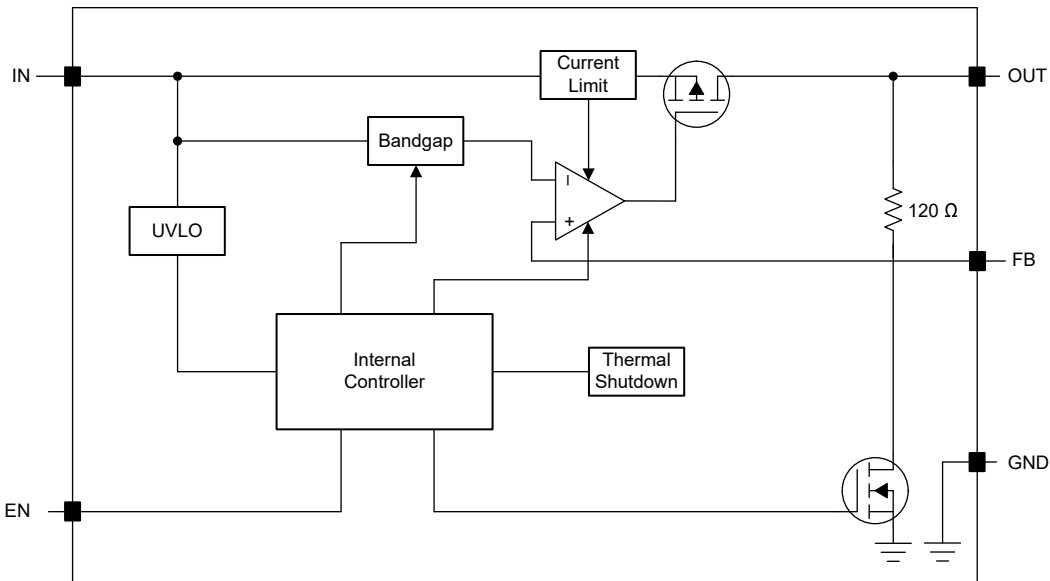 IN
Current
Limit
OUT
Bandgap
–
+
UVLO
120 Ω
FB
Internal
Controller
Thermal
Shutdown
GND
EN